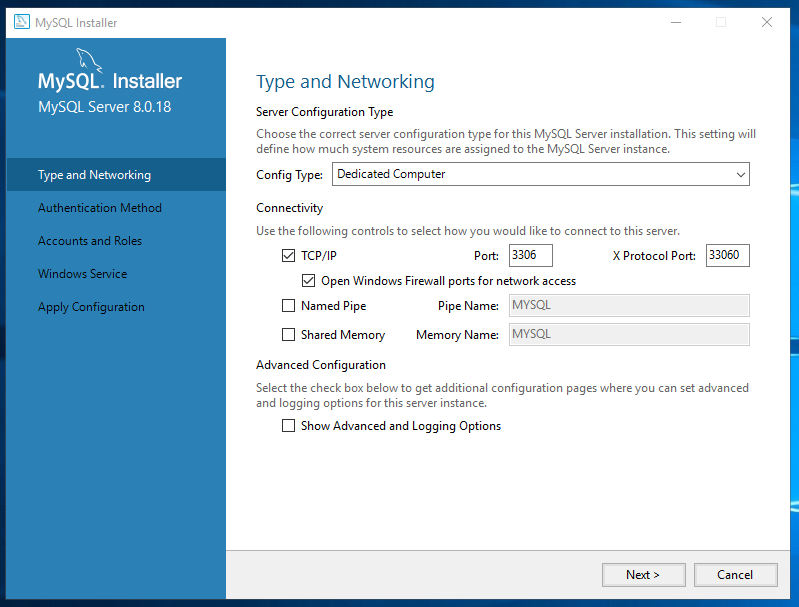 MySQL Installer
MySQL. Installer
MySQL Server 8.0.18
Type and Networking
Authentication Method
Accounts and Roles
Windows Service
Apply Configuration
Type and Networking
Server Configuration Type
Choose the correct server configuration type for this MySQL Server installation. This setting will
define how much system resources are assigned to the MySQL Server instance.
Config Type: Dedicated Computer
Connectivity
Use the following controls to select how you would like to connect to this server.
TCP/IP Port: 3306 X Protocol Port: 33060
Open Windows Firewall ports for network access
Named Pipe Pipe Name: MYSQL
Shared Memory Memory Name: MYSQL
Advanced Configuration
Select the check box below to get additional configuration pages where you can set advanced
and logging options for this server instance.
Show Advanced and Logging Options
Next > Cancel